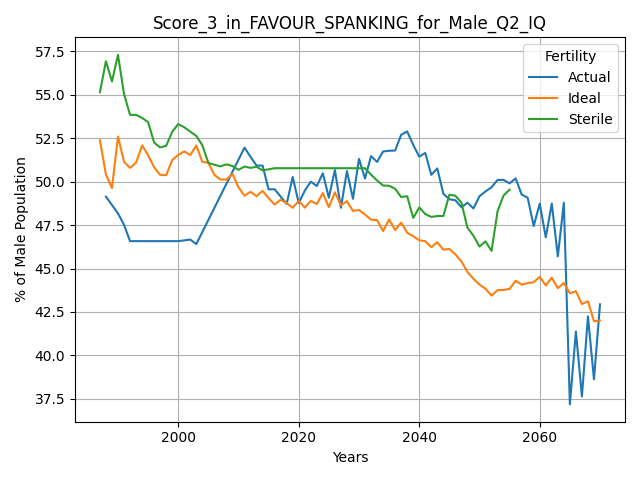 Score_3_in_FAVOUR_SPANKING_for_Male_Q2_IQ
Fertility
Actual
Ideal
Sterile
% of Male Population
57.5
55.0
52.5
50.0
47.5
45.0
42.5
40.0
37.5
2000 2020 2040 2060
Years